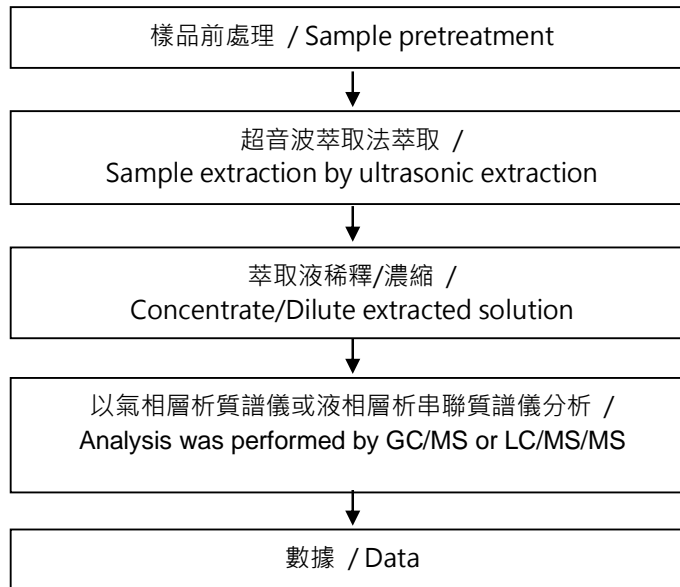 樣品前處理 / Sample pretreatment
超音波萃取法萃取 /
Sample extraction by ultrasonic extraction
萃取液稀釋/濃縮 /
Concentrate/Dilute extracted solution
以氣相層析質譜儀或液相層析串聯質譜儀分析 /
Analysis was performed by GC/MS or LC/MS/MS
數據 / Data